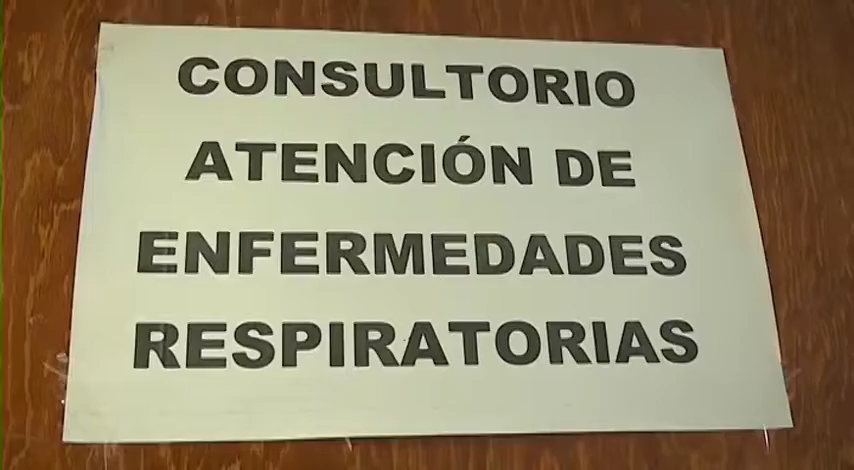 CONSULTORIO
ATENCIÓN DE
ENFERMEDADES
RESPIRATORIAS